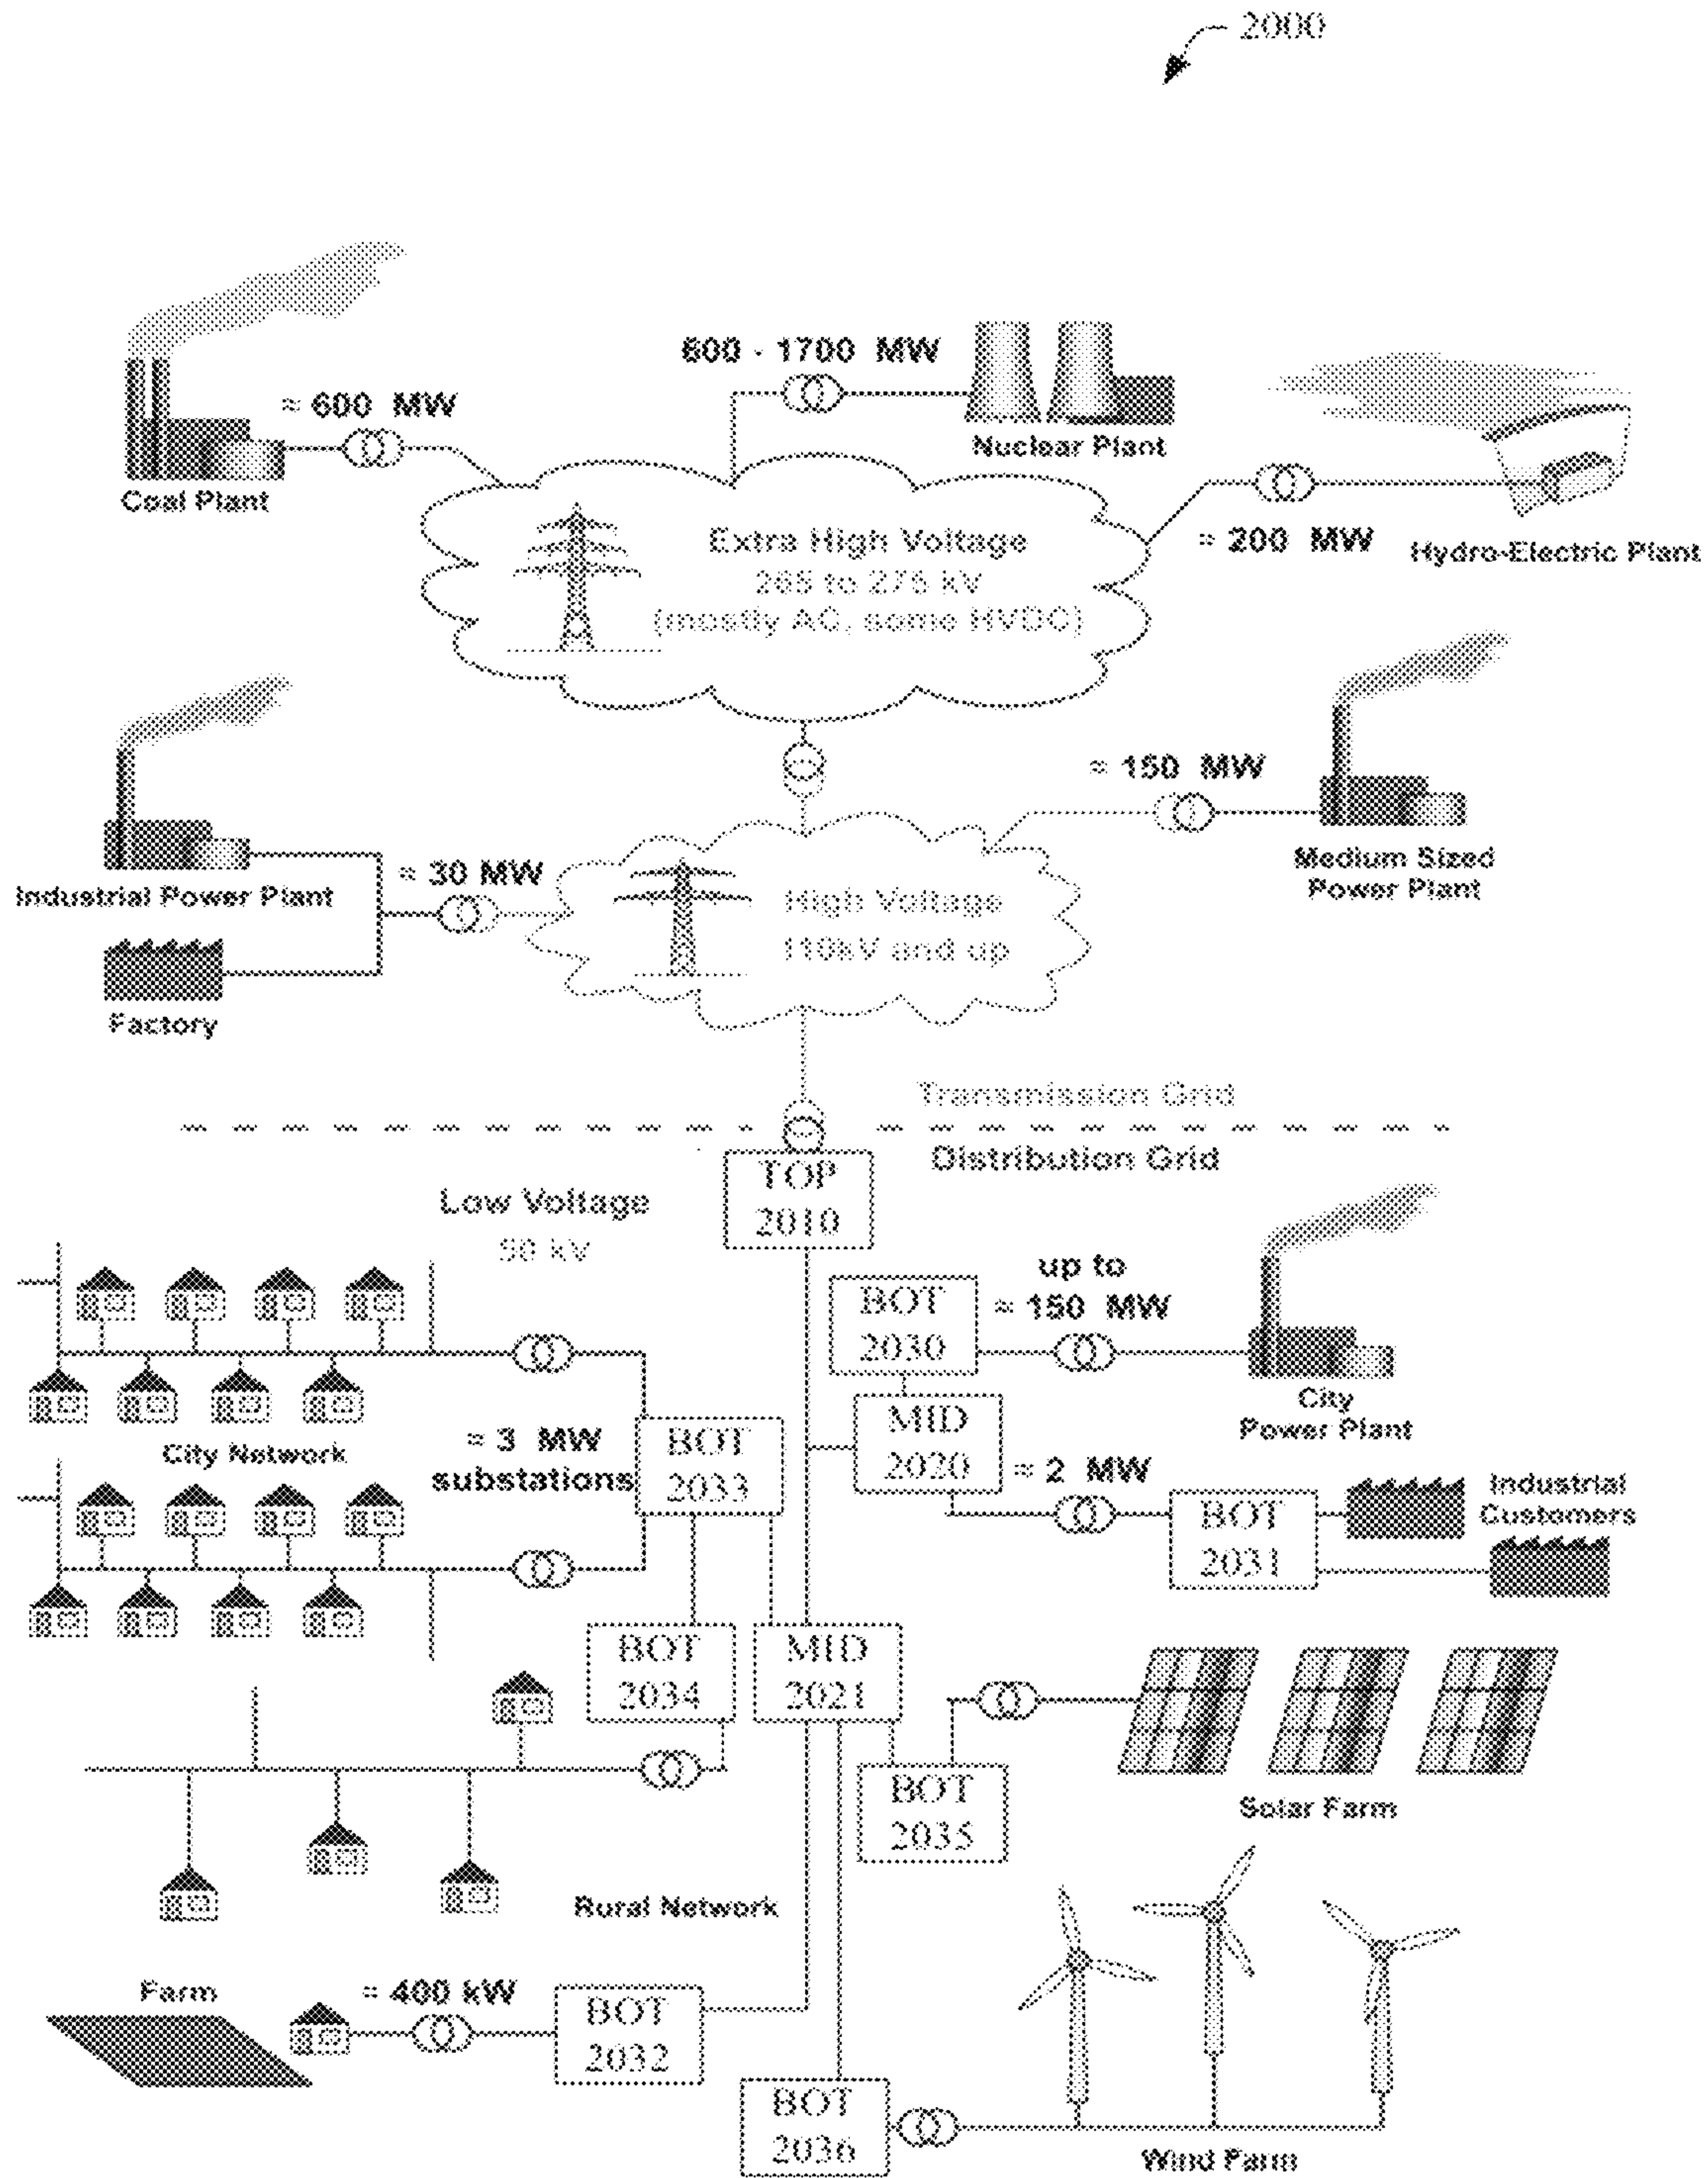 2000
600 - 1700 MW
≈ 600 MW
Nuclear Plant
Coal Plant
Extra High Voltage
265 to 275 kV
(mostly AC, some HVDC)
≈ 200 MW
Hydro-Electric Plant
≈ 150 MW
Medium Sized
Power Plant
≈ 30 MW
Industrial Power Plant
High Voltage
110kV and up
Factory
Transmission Grid
Distribution Grid
TOP
2010
Low Voltage
50 kV
BOT
2030
up to
≈ 150 MW
City
Power Plant
MID
2020
≈ 2 MW
City Network
≈ 3 MW
substations
BOT
2033
BOT
2031
Industrial
Customers
BOT
2034
MID
2021
BOT
2035
Solar Farm
Rural Network
Farm
≈ 400 kW
BOT
2032
BOT
2036
Wind Farm